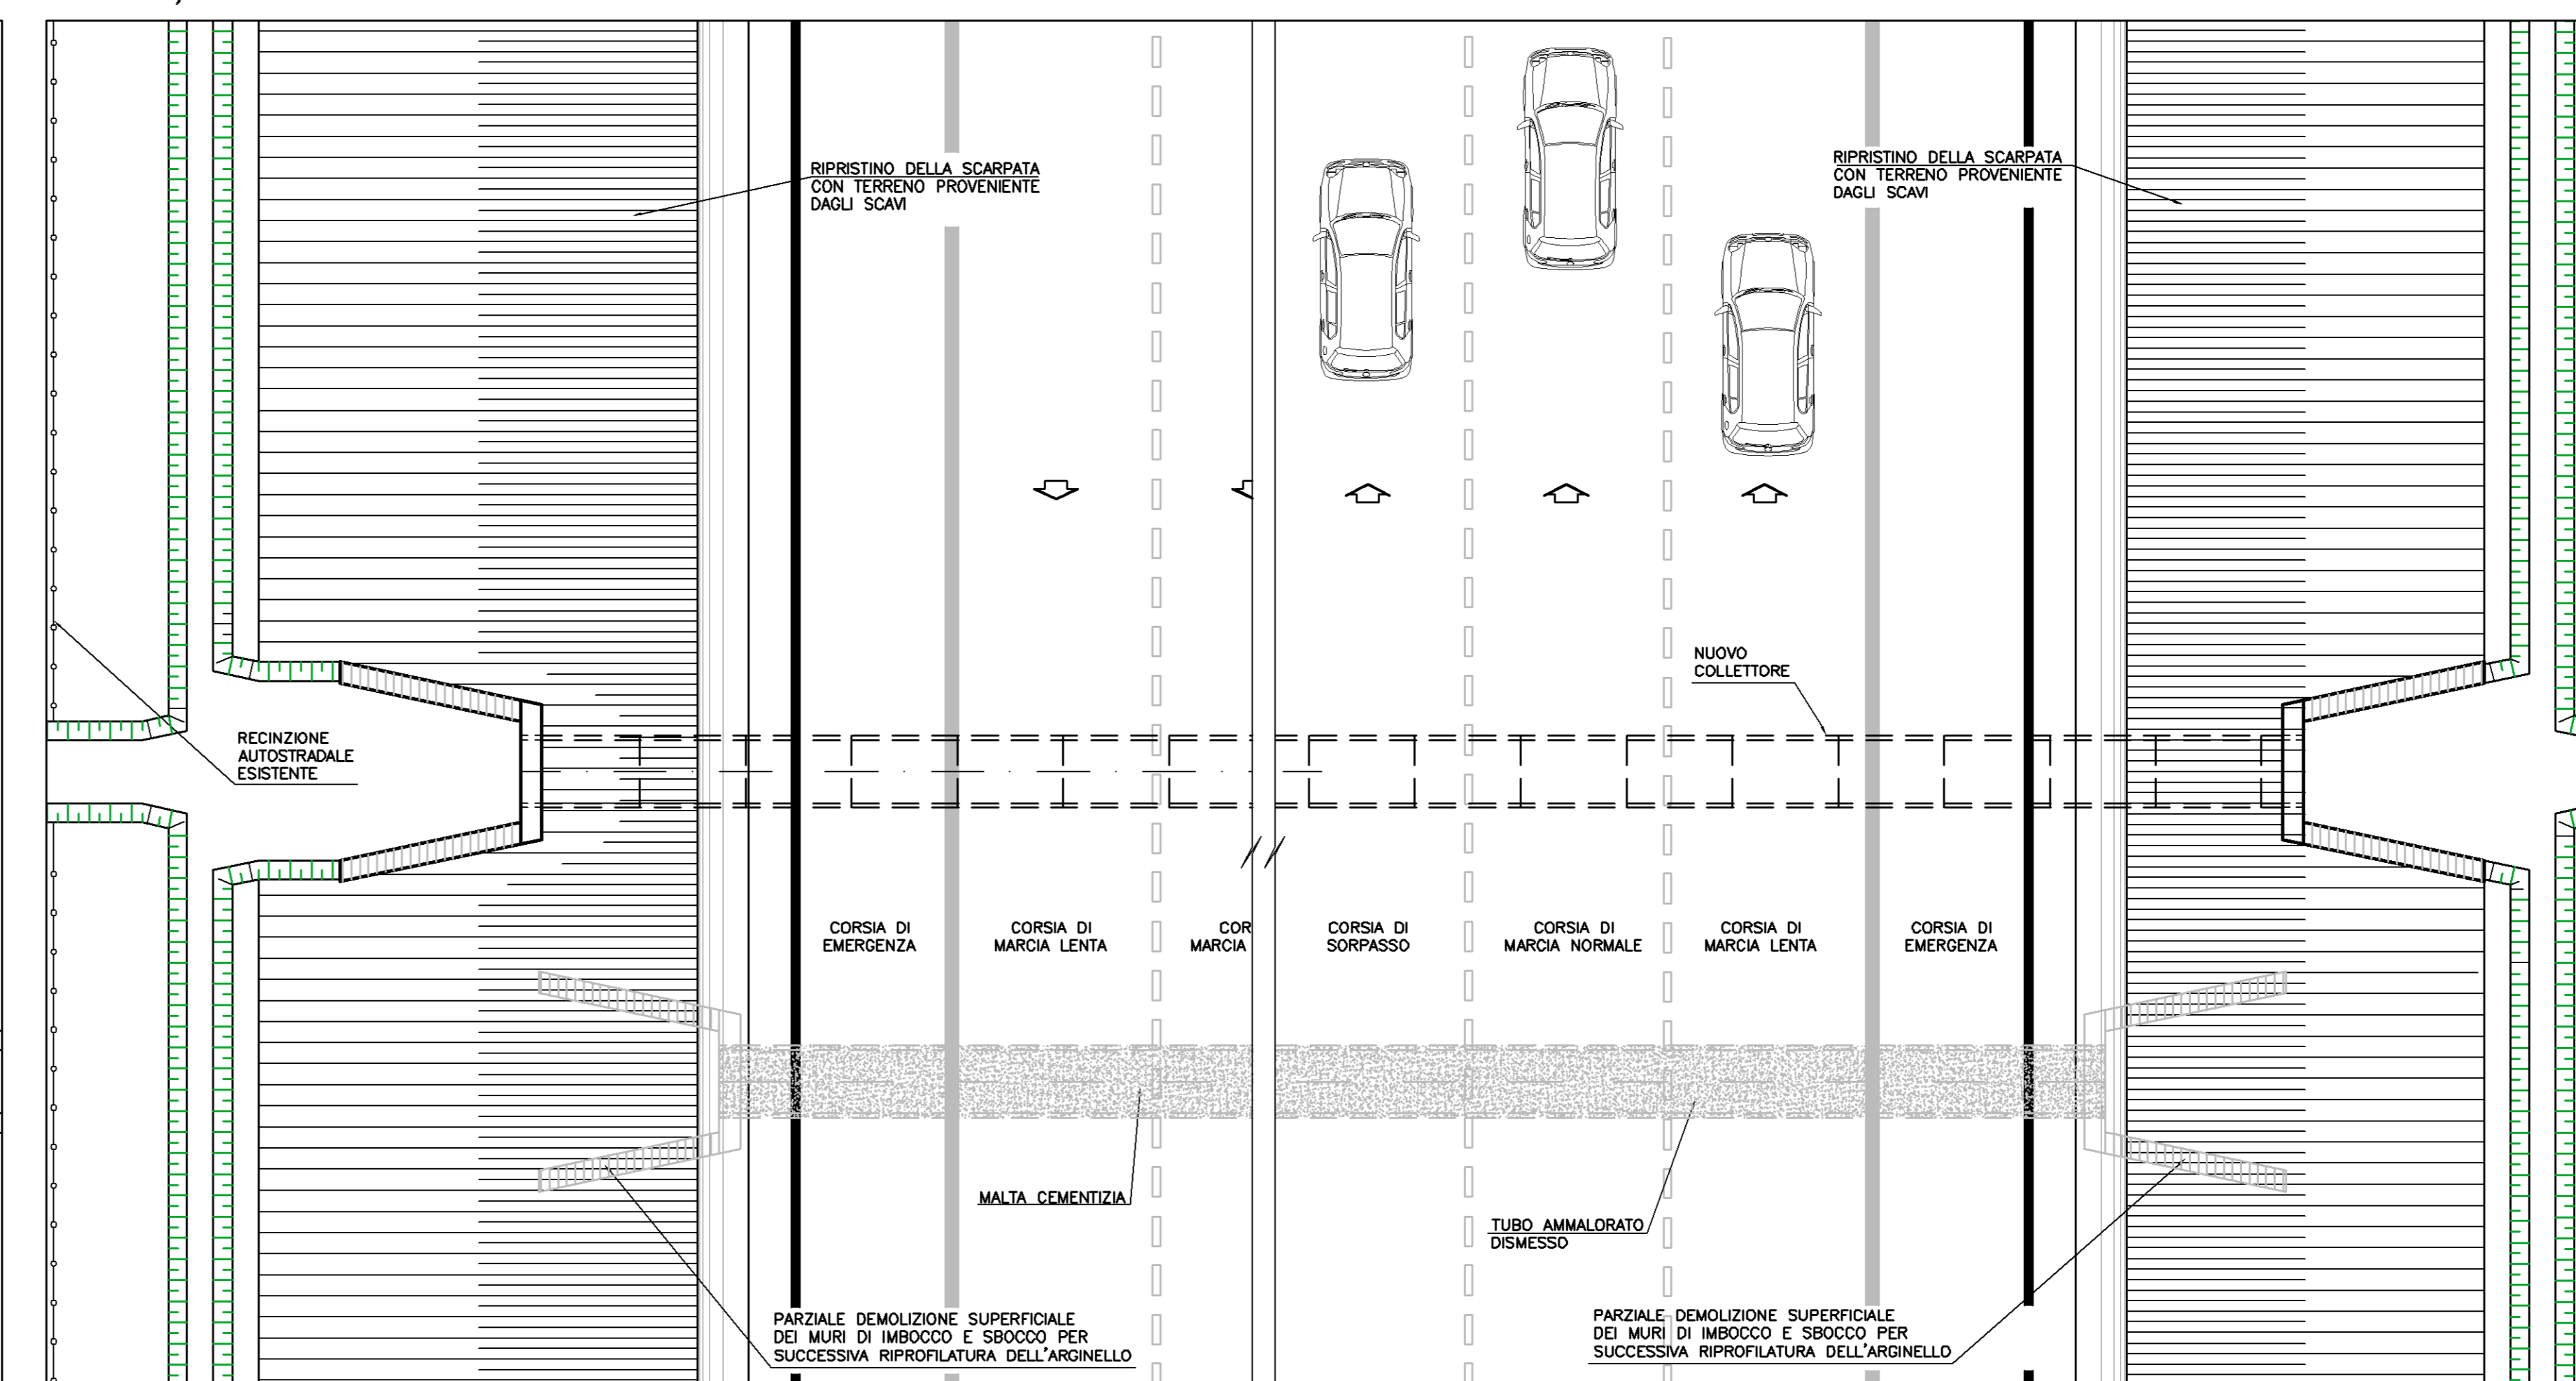 RIPRISTINO DELLA SCARPATA
CON TERRENO PROVENIENTE
DAGLI SCAVI
RIPRISTINO DELLA SCARPATA
CON TERRENO PROVENIENTE
DAGLI SCAVI
NUOVO
COLLETTORE
RECINZIONE
AUTOSTRADALE
ESISTENTE
CORSIA DI
EMERGENZA
CORSIA DI
MARCIA LENTA
COR
MARCIA
CORSIA DI
SORPASSO
CORSIA DI
MARCIA NORMALE
CORSIA DI
MARCIA LENTA
CORSIA DI
EMERGENZA
MALTA CEMENTIZIA
TUBO AMMALORATO
DISMESSO
PARZIALE DEMOLIZIONE SUPERFICIALE
DEI MURI DI IMBOCCO E SBOCCO PER
SUCCESSIVA RIPROFILATURA DELL'ARGINELLO
PARZIALE DEMOLIZIONE SUPERFICIALE
DEI MURI DI IMBOCCO E SBOCCO PER
SUCCESSIVA RIPROFILATURA DELL'ARGINELLO